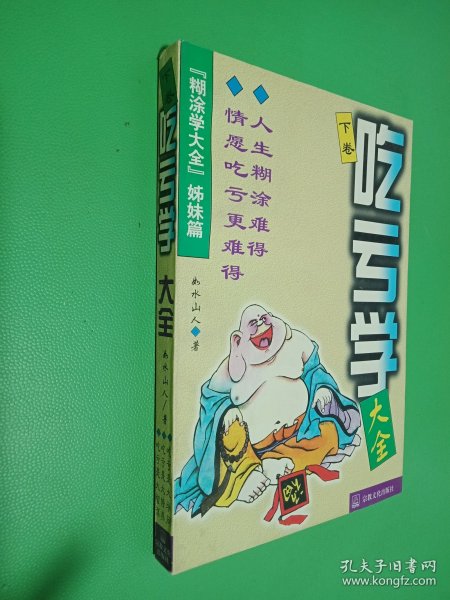 『糊涂学大全』姊妹篇
人生糊涂难得
情愿吃亏更难得
下卷
吃亏学
大全
如水山人◆著
宗教文化出版社
吃亏学
大全
如水山人/著
孔夫子旧书网
www.kongfz.com